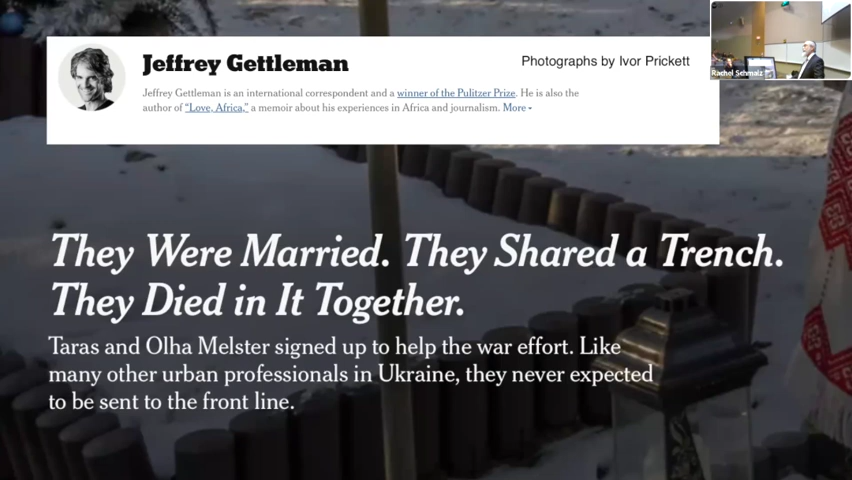 Jeffrey Gettleman
Photographs by Ivor Prickett
Rachel Schmalz
Jeffrey Gettleman is an international correspondent and a winner of the Pulitzer Prize. He is also the
author of “Love, Africa,” a memoir about his experiences in Africa and journalism. More
They Were Married. They Shared a Trench.
They Died in It Together.
Taras and Olha Melster signed up to help the war effort. Like
many other urban professionals in Ukraine, they never expected
to be sent to the front line.